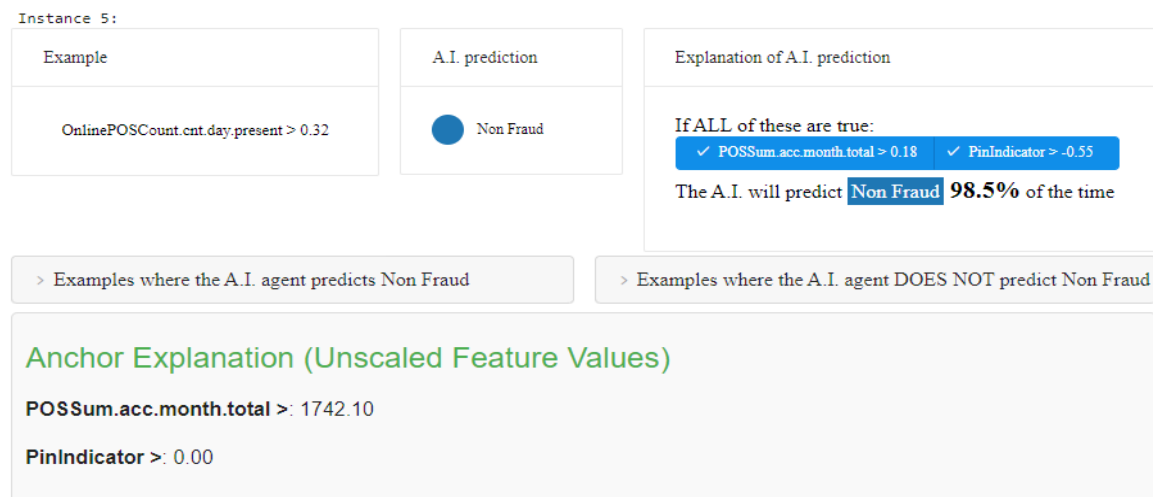 Instance 5:
Example
A.I. prediction
Explanation of A.I. prediction
OnlinePOSCount.cnt.day.present > 0.32
Non Fraud
If ALL of these are true:
✓ POSSum.acc.month.total > 0.18 ✓ PinIndicator > -0.55
The A.I. will predict Non Fraud 98.5% of the time
> Examples where the A.I. agent predicts Non Fraud
> Examples where the A.I. agent DOES NOT predict Non Fraud
Anchor Explanation (Unscaled Feature Values)
POSSum.acc.month.total >: 1742.10
PinIndicator >: 0.00